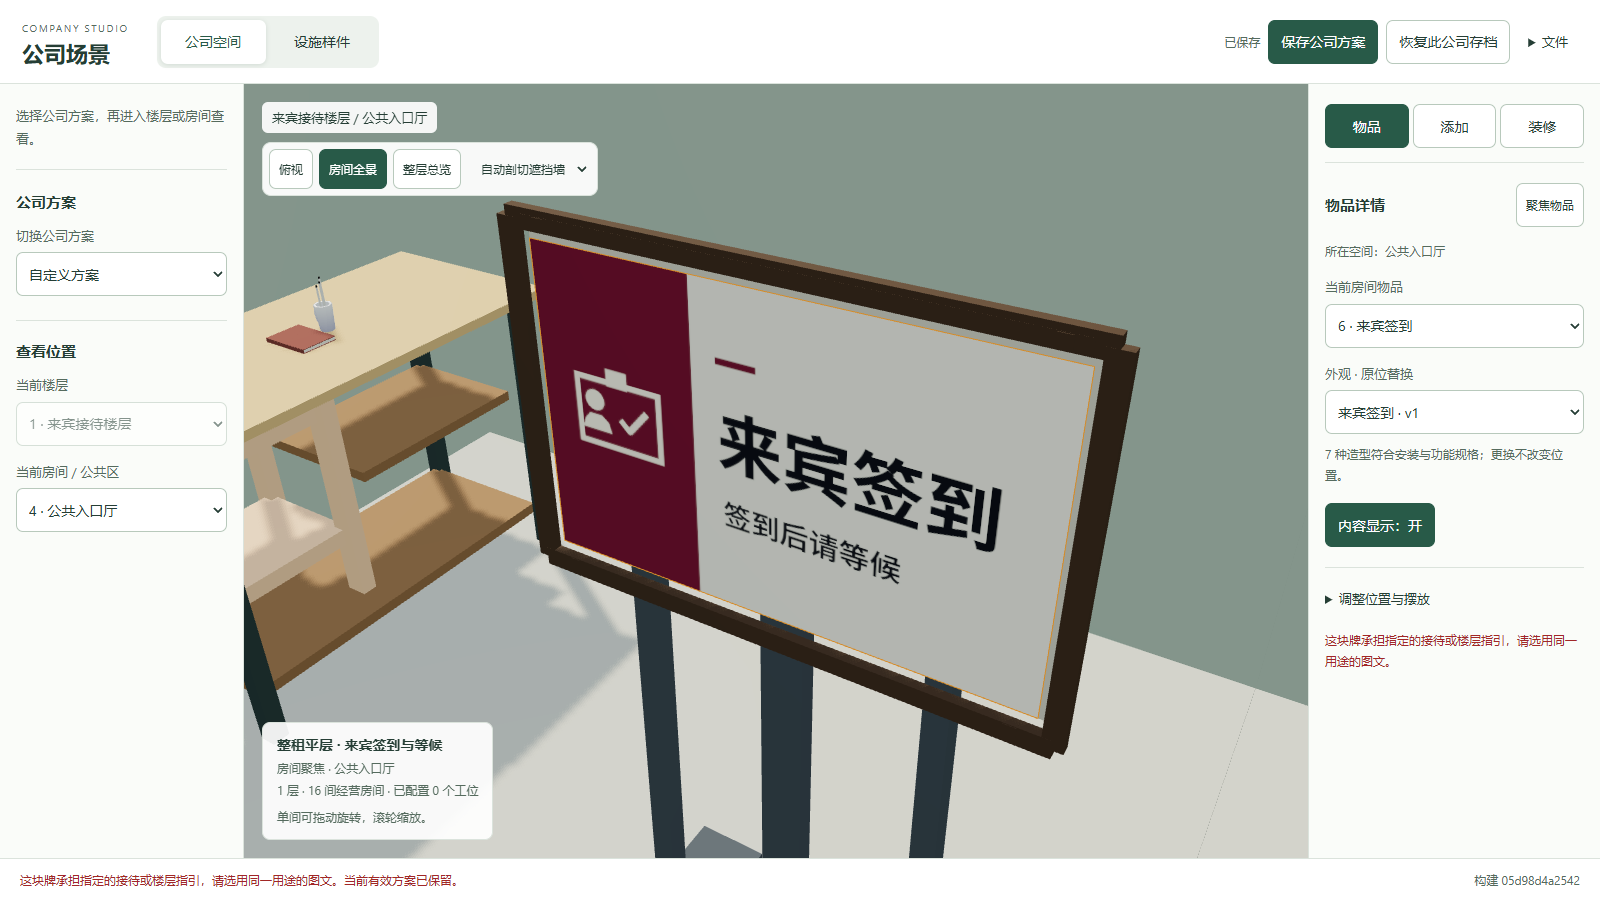 COMPANY STUDIO
公司场景
公司空间
设施样件
已保存
保存公司方案
恢复此公司存档
文件
选择公司方案，再进入楼层或房间查
看。
公司方案
切换公司方案
自定义方案
查看位置
当前楼层
1 · 来宾接待楼层
当前房间 / 公共区
4 · 公共入口厅
来宾接待楼层 / 公共入口厅
俯视
房间全景
整层总览
自动剖切遮挡墙
来宾签到
签到后请等候
整租平层 · 来宾签到与等候
房间聚焦 · 公共入口厅
1 层 · 16 间经营房间 · 已配置 0 个工位
单间可拖动旋转，滚轮缩放。
物品
添加
装修
物品详情
聚焦物品
所在空间：公共入口厅
当前房间物品
6 · 来宾签到
外观 · 原位替换
来宾签到 · v1
7 种造型符合安装与功能规格；更换不改变位
置。
内容显示：开
调整位置与摆放
这块牌承担指定的接待或楼层指引，请选用同一
用途的图文。
这块牌承担指定的接待或楼层指引，请选用同一用途的图文。当前有效方案已保留。
构建 05d98d4a2542